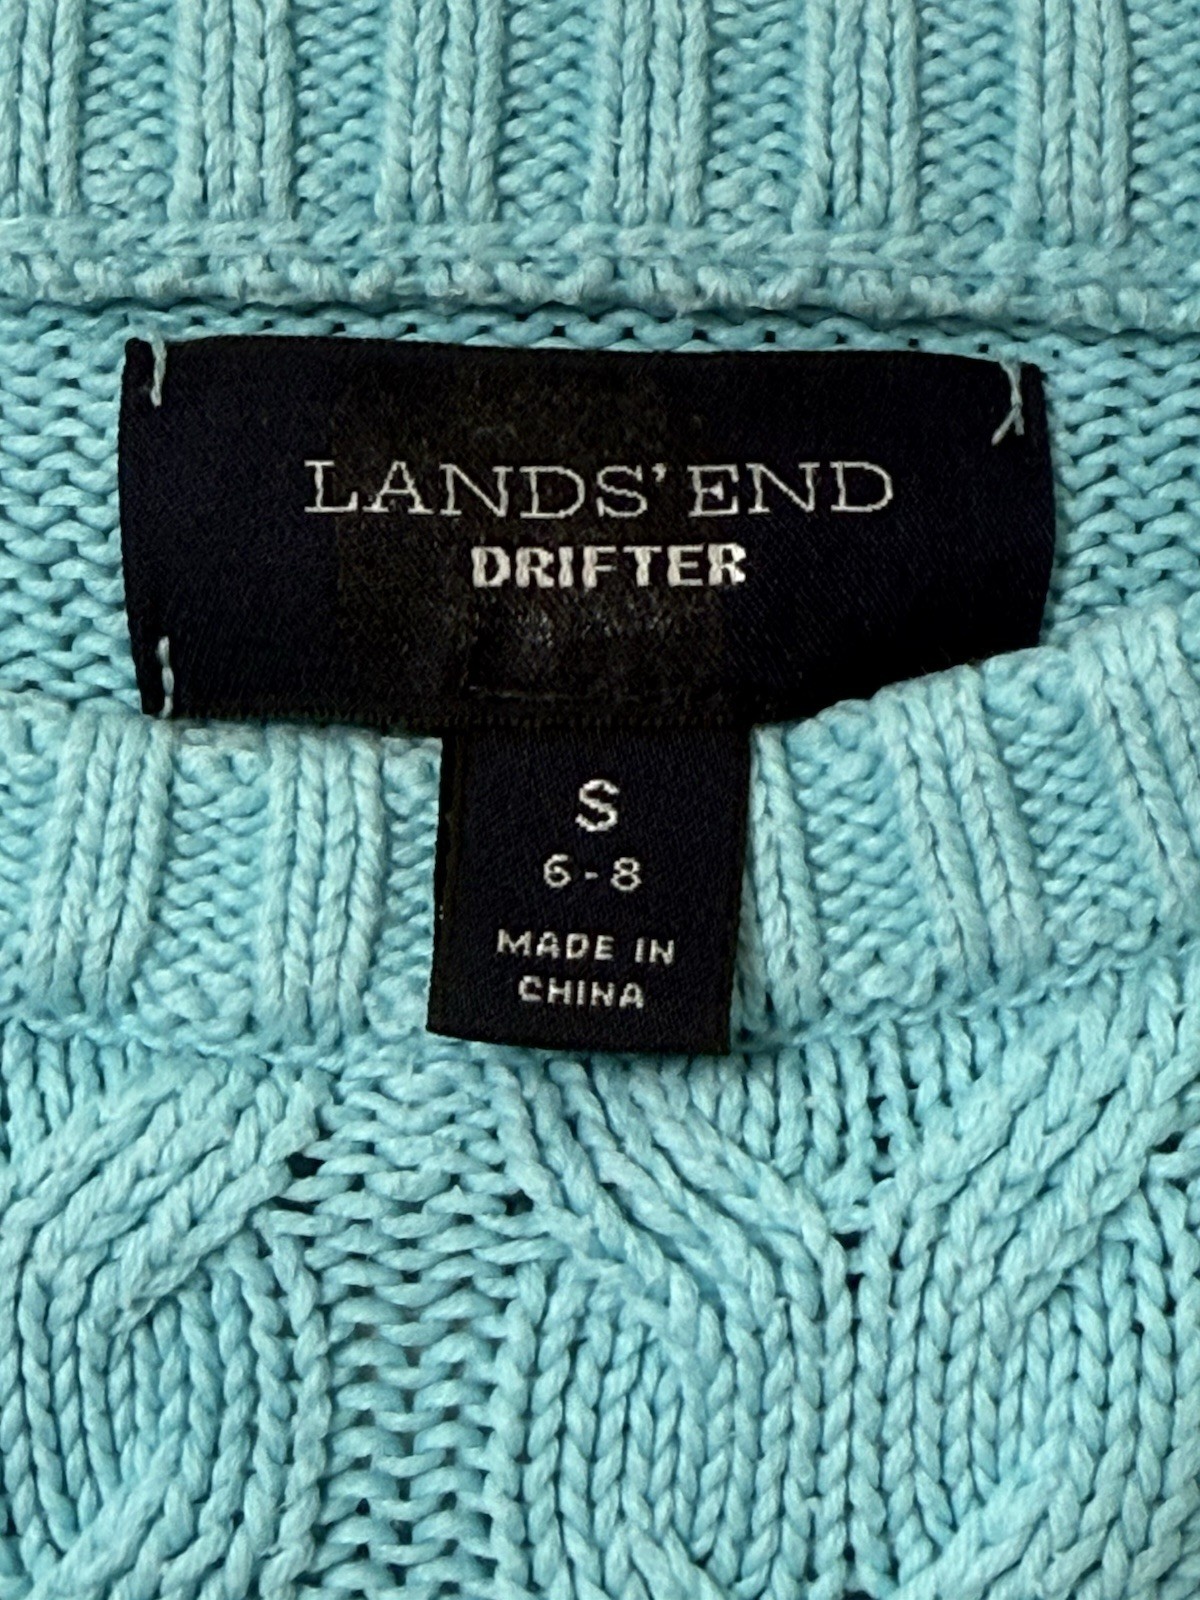 LANDS' END
DRIFTER
S
6-8
MADE IN
CHINA